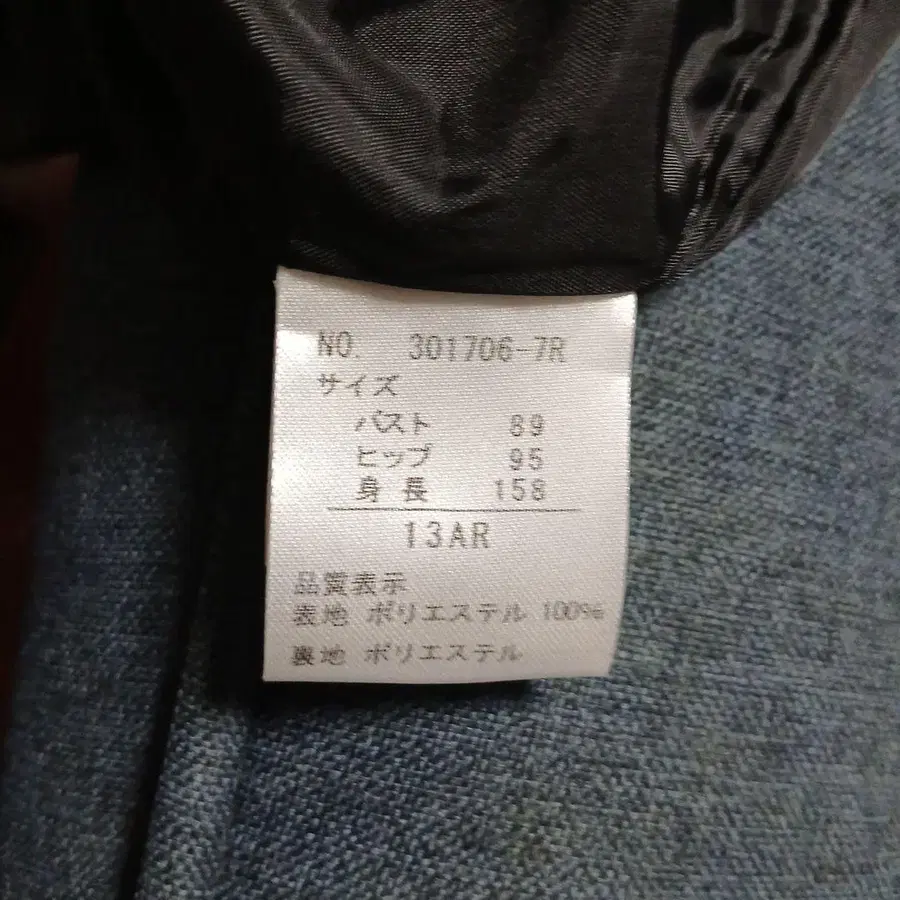 NO. 301706-7R
サイズ
バスト 89
ヒップ 95
身長 158
13AR
品質表示
表地 ポリエステル 100%
裏地 ポリエステル